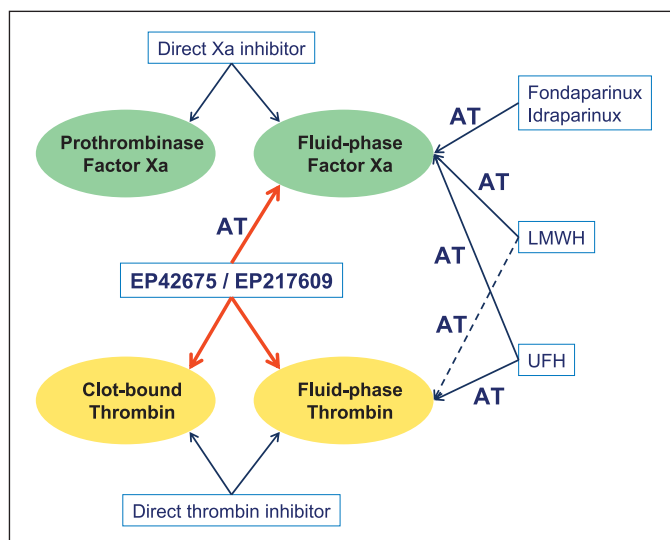 Direct Xa inhibitor
Fondaparinux
Idraparinux
AT
Prothrombinase
Factor Xa
Fluid-phase
Factor Xa
AT
AT
LMWH
AT
EP42675 / EP217609
AT
UFH
Clot-bound
Thrombin
Fluid-phase
Thrombin
AT
Direct thrombin inhibitor